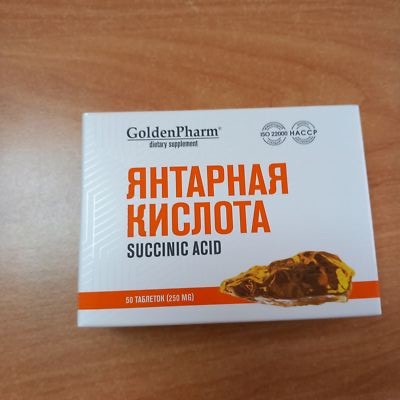 GoldenPharm®
dietary supplement
ISO 22000
HACCP
ЯНТАРНАЯ
КИСЛОТА
SUCCINIC ACID
50 ТАБЛЕТОК (250 MG)